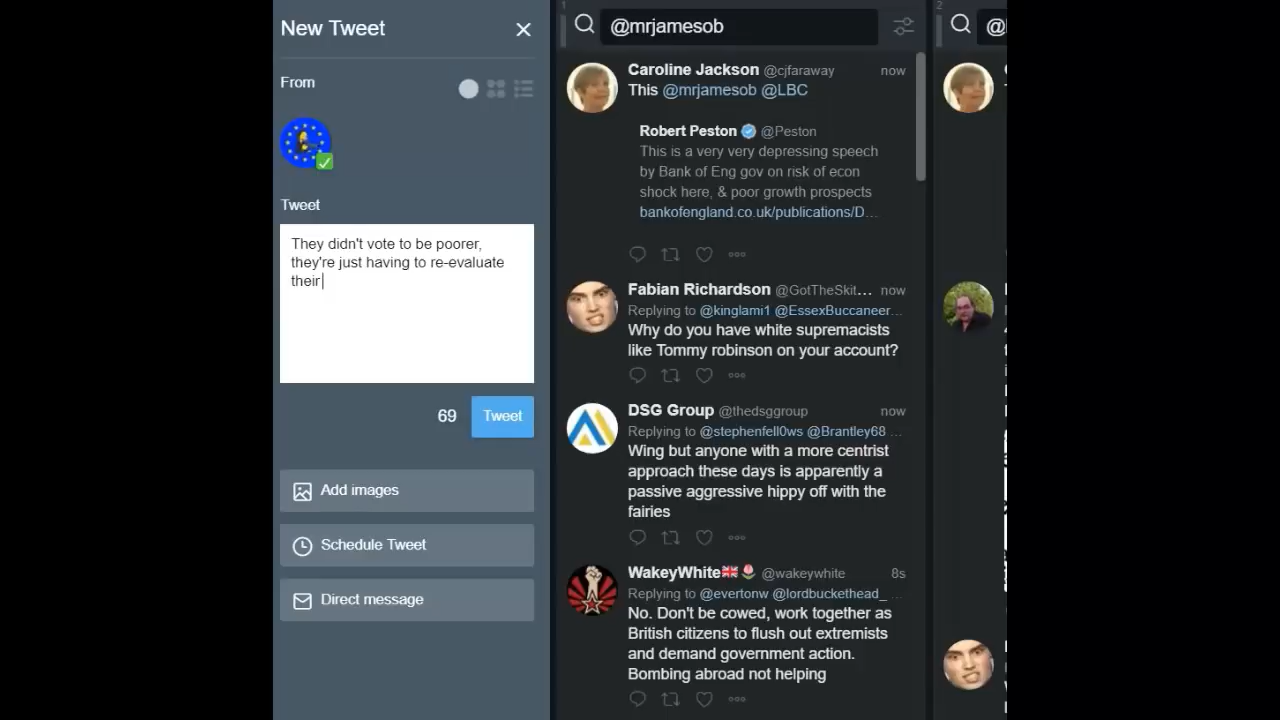 New Tweet
From
Tweet
They didn't vote to be poorer,
they're just having to re-evaluate
their
69
Tweet
Add images
Schedule Tweet
Direct message
1
@mrjamesob
Caroline Jackson @cjfaraway now
This @mrjamesob @LBC
Robert Peston @Peston
This is a very very depressing speech
by Bank of Eng gov on risk of econ
shock here, & poor growth prospects
bankofengland.co.uk/publications/D…
Fabian Richardson @GotTheSkit… now
Replying to @kinglami1 @EssexBuccaneer…
Why do you have white supremacists
like Tommy robinson on your account?
DSG Group @thedsggroup now
Replying to @stephenfell0ws @Brantley68 …
Wing but anyone with a more centrist
approach these days is apparently a
passive aggressive hippy off with the
fairies
WakeyWhite @wakeywhite 8s
Replying to @evertonw @lordbuckethead_ …
No. Don't be cowed, work together as
British citizens to flush out extremists
and demand government action.
Bombing abroad not helping
2
@